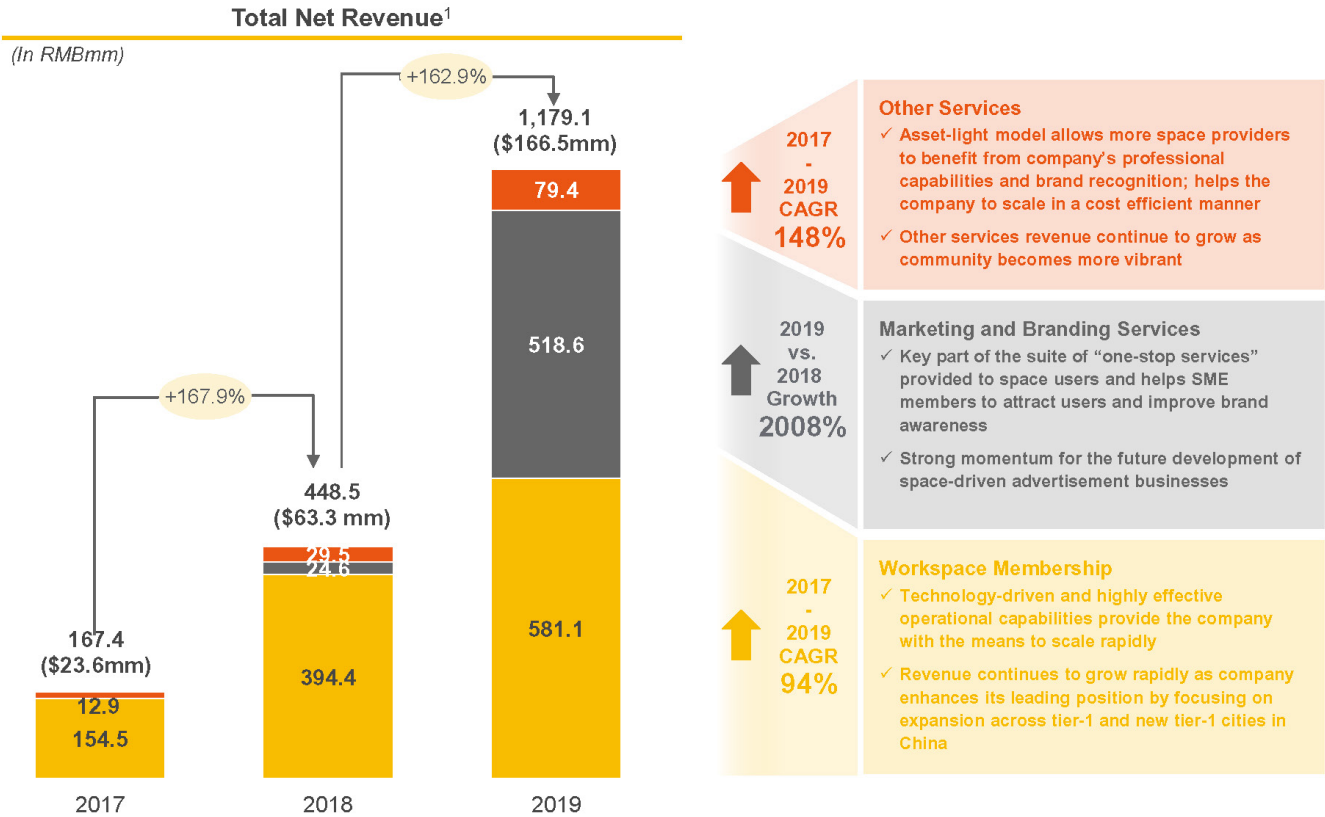 Total Net Revenue¹
(In RMBmm)
+162.9%
1,179.1
($166.5mm)
79.4
518.6
581.1
+167.9%
448.5
($63.3 mm)
29.5
24.6
394.4
167.4
($23.6mm)
12.9
154.5
2017
2018
2019
2017
-
2019
CAGR
148%
Other Services
✓ Asset-light model allows more space providers
to benefit from company's professional
capabilities and brand recognition; helps the
company to scale in a cost efficient manner
✓ Other services revenue continue to grow as
community becomes more vibrant
2019
vs.
2018
Growth
2008%
Marketing and Branding Services
✓ Key part of the suite of “one-stop services”
provided to space users and helps SME
members to attract users and improve brand
awareness
✓ Strong momentum for the future development of
space-driven advertisement businesses
2017
-
2019
CAGR
94%
Workspace Membership
✓ Technology-driven and highly effective
operational capabilities provide the company
with the means to scale rapidly
✓ Revenue continues to grow rapidly as company
enhances its leading position by focusing on
expansion across tier-1 and new tier-1 cities in
China